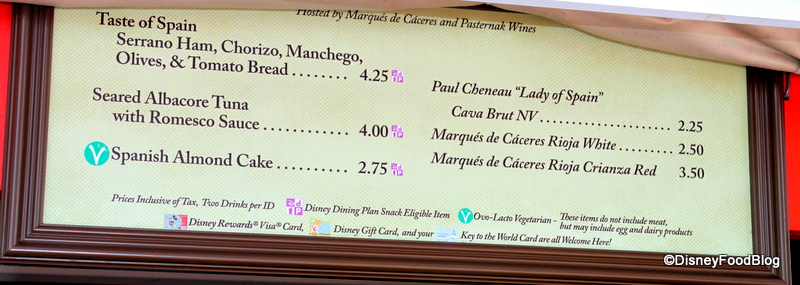 Hosted by Marqués de Cáceres and Pasternak Wines
Taste of Spain
Serrano Ham, Chorizo, Manchego,
Olives, & Tomato Bread ........ 4.25
Seared Albacore Tuna
with Romesco Sauce ............ 4.00
V Spanish Almond Cake .......... 2.75
Paul Cheneau “Lady of Spain”
Cava Brut NV ...................... 2.25
Marqués de Cáceres Rioja White ......... 2.50
Marqués de Cáceres Rioja Crianza Red 3.50
Prices Inclusive of Tax, Two Drinks per ID Disney Dining Plan Snack Eligible Item V Ovo-Lacto Vegetarian - These items do not include meat,
but may include egg and dairy products
Disney Rewards® Visa® Card, Disney Gift Card, and your Key to the World Card are all Welcome Here!
©DisneyFoodBlog